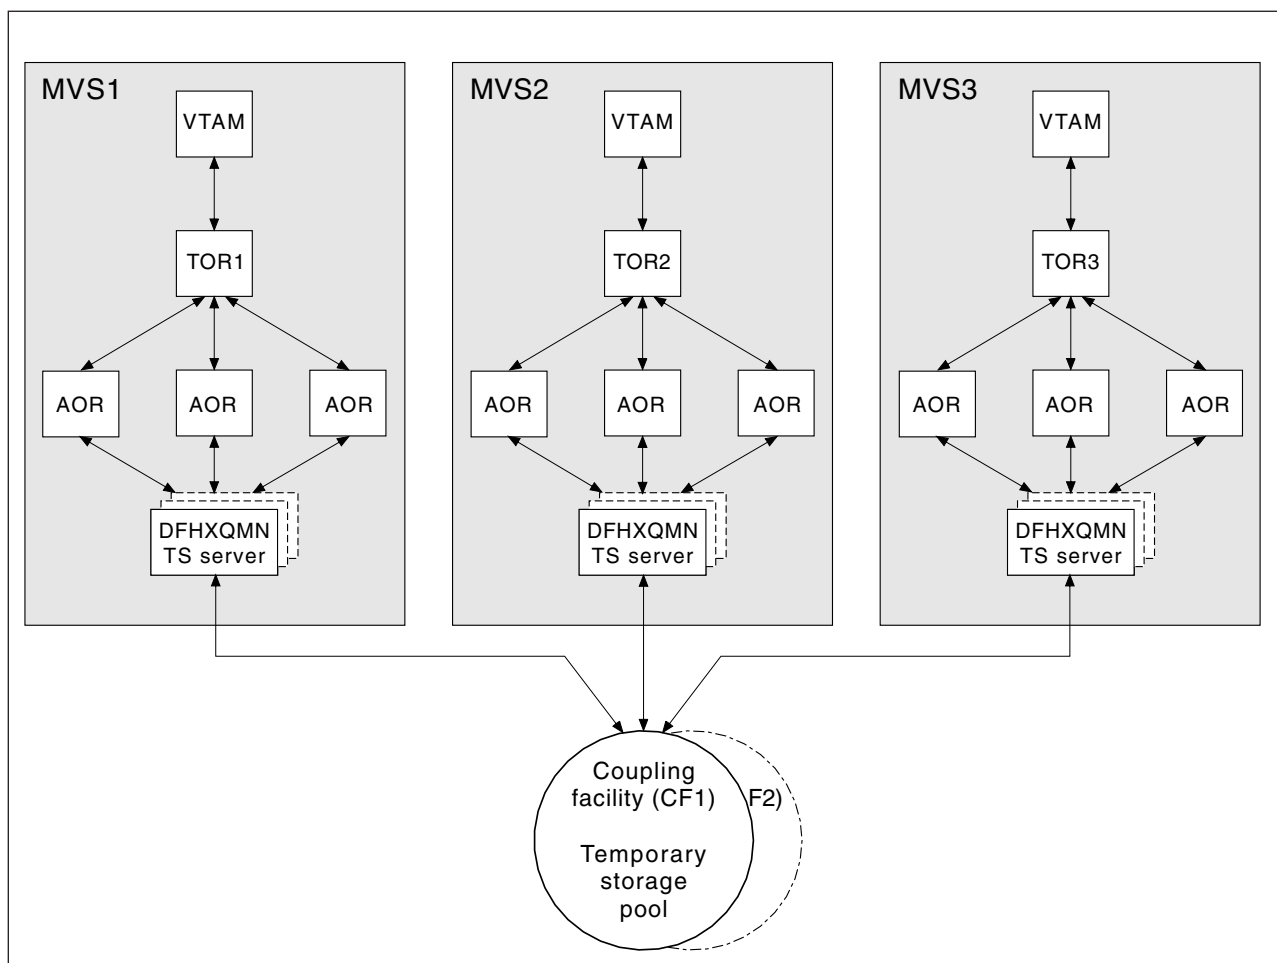 MVS1
VTAM
TOR1
AOR
AOR
AOR
DFHXQMN
TS server
MVS2
VTAM
TOR2
AOR
AOR
AOR
DFHXQMN
TS server
MVS3
VTAM
TOR3
AOR
AOR
AOR
DFHXQMN
TS server
Coupling
facility (CF1)
F2)
Temporary
storage
pool